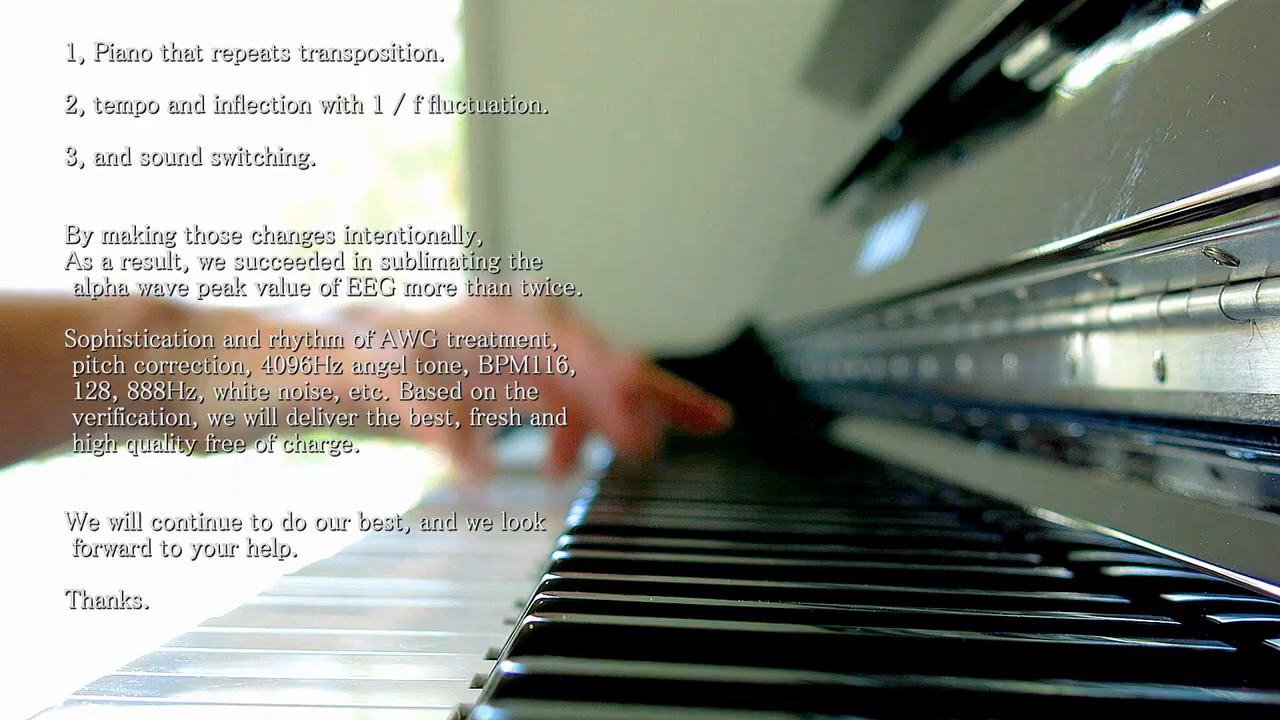 1, Piano that repeats transposition.
2, tempo and inflection with 1 / f fluctuation.
3, and sound switching.
By making those changes intentionally,
As a result, we succeeded in sublimating the
alpha wave peak value of EEG more than twice.
Sophistication and rhythm of AWG treatment,
pitch correction, 4096Hz angel tone, BPM116,
128, 888Hz, white noise, etc. Based on the
verification, we will deliver the best, fresh and
high quality free of charge.
We will continue to do our best, and we look
forward to your help.
Thanks.